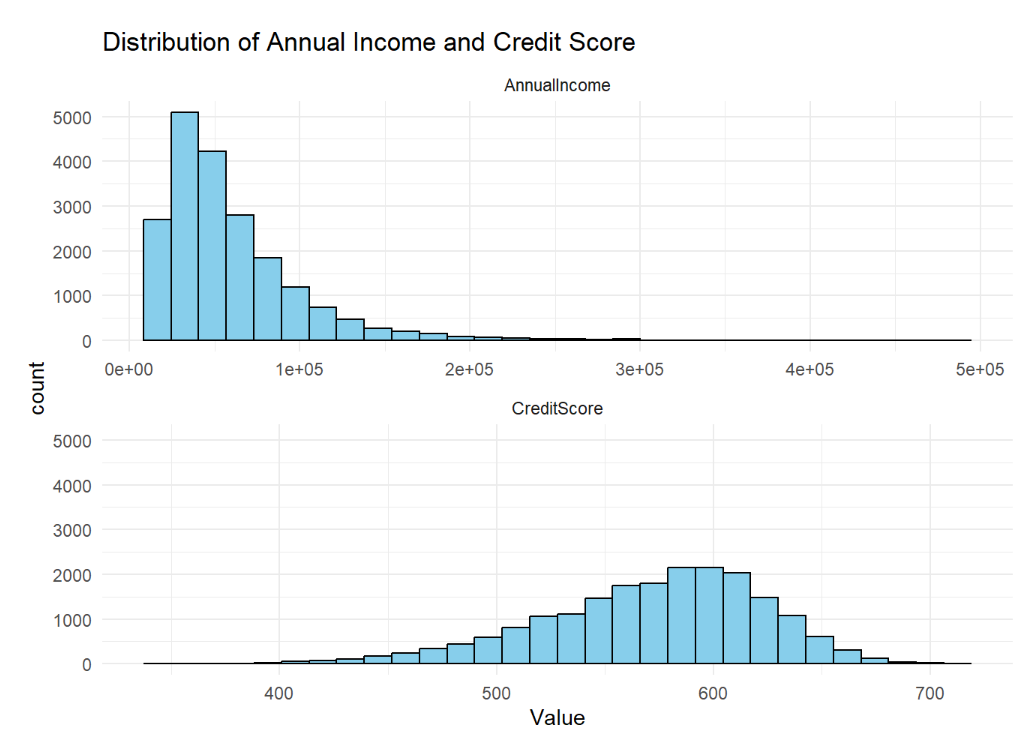 Distribution of Annual Income and Credit Score
AnnualIncome
5000
4000
3000
2000
1000
0
0e+00 1e+05 2e+05 3e+05 4e+05 5e+05
count
CreditScore
5000
4000
3000
2000
1000
0
400 500 600 700
Value